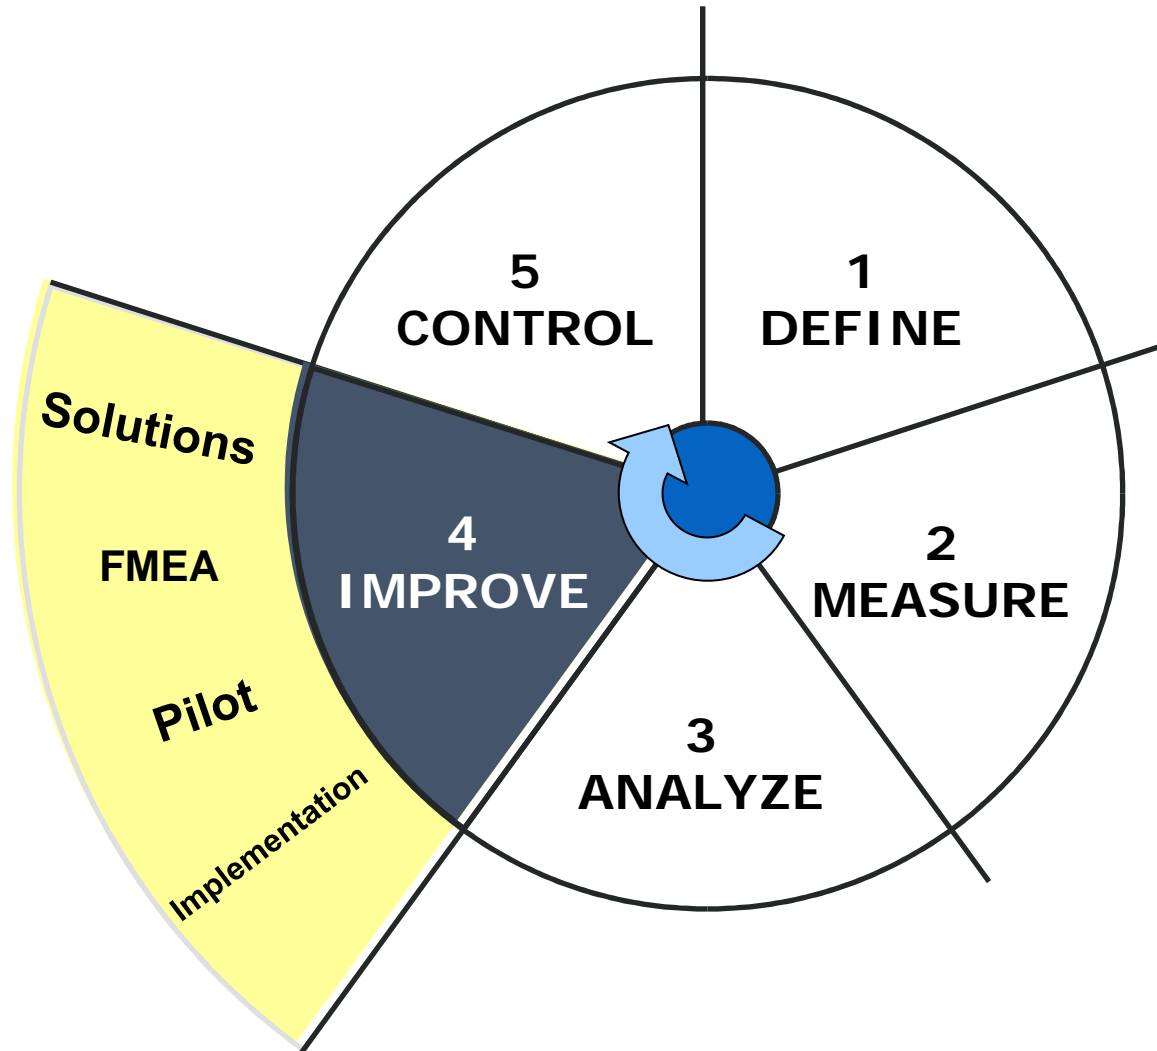 5
CONTROL
1
DEFINE
Solutions
FMEA
Pilot
Implementation
4
IMPROVE
2
MEASURE
3
ANALYZE